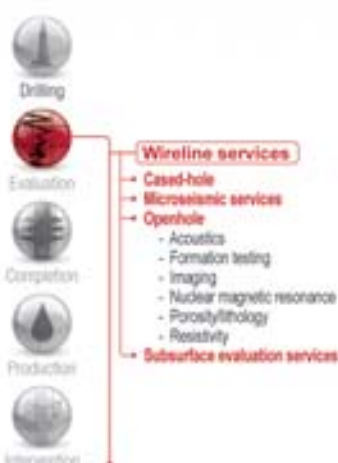 Drilling
Evaluation
Wireline services
Cased-hole
Microseismic services
Openhole
- Acoustics
- Formation testing
- Imaging
- Nuclear magnetic resonance
- Porosity/lithology
- Resistivity
Subsurface evaluation services
Completion
Production
Intervention